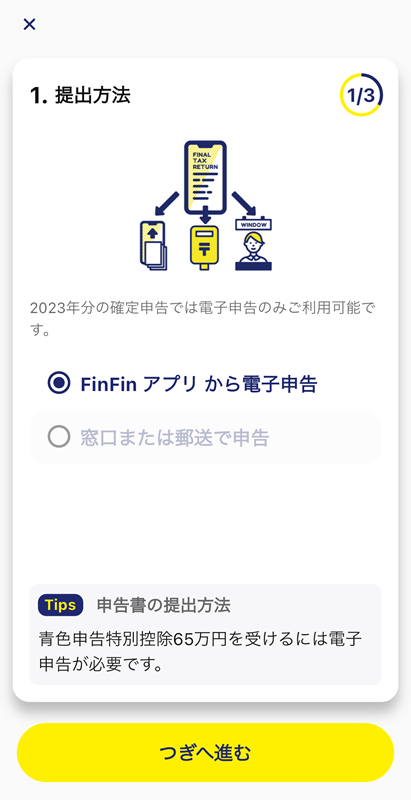 ×
1. 提出方法
1/3
FINAL
TAX
RETURN
WINDOW
2023年分の確定申告では電子申告のみご利用可能で
す。
FinFin アプリ から電子申告
窓口または郵送で申告
Tips 申告書の提出方法
青色申告特別控除65万円を受けるには電子
申告が必要です。
つぎへ進む